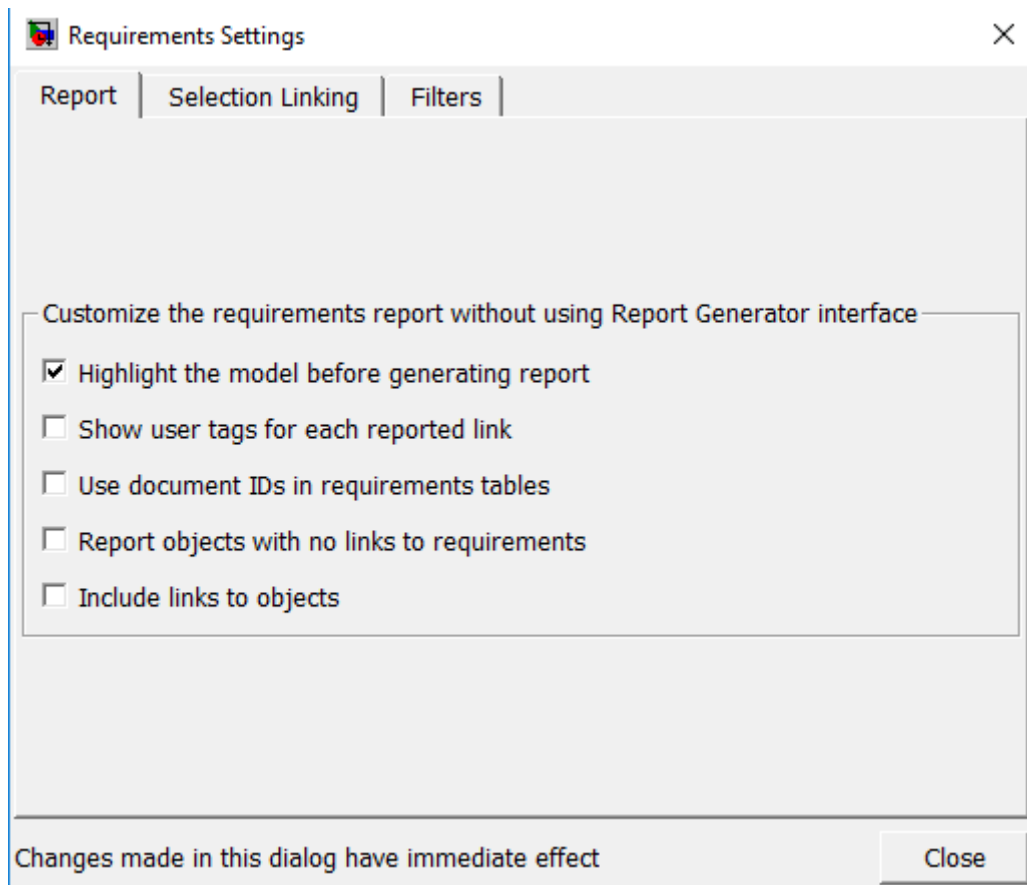 Requirements Settings
Report
Selection Linking
Filters
Customize the requirements report without using Report Generator interface
Highlight the model before generating report
Show user tags for each reported link
Use document IDs in requirements tables
Report objects with no links to requirements
Include links to objects
Changes made in this dialog have immediate effect
Close